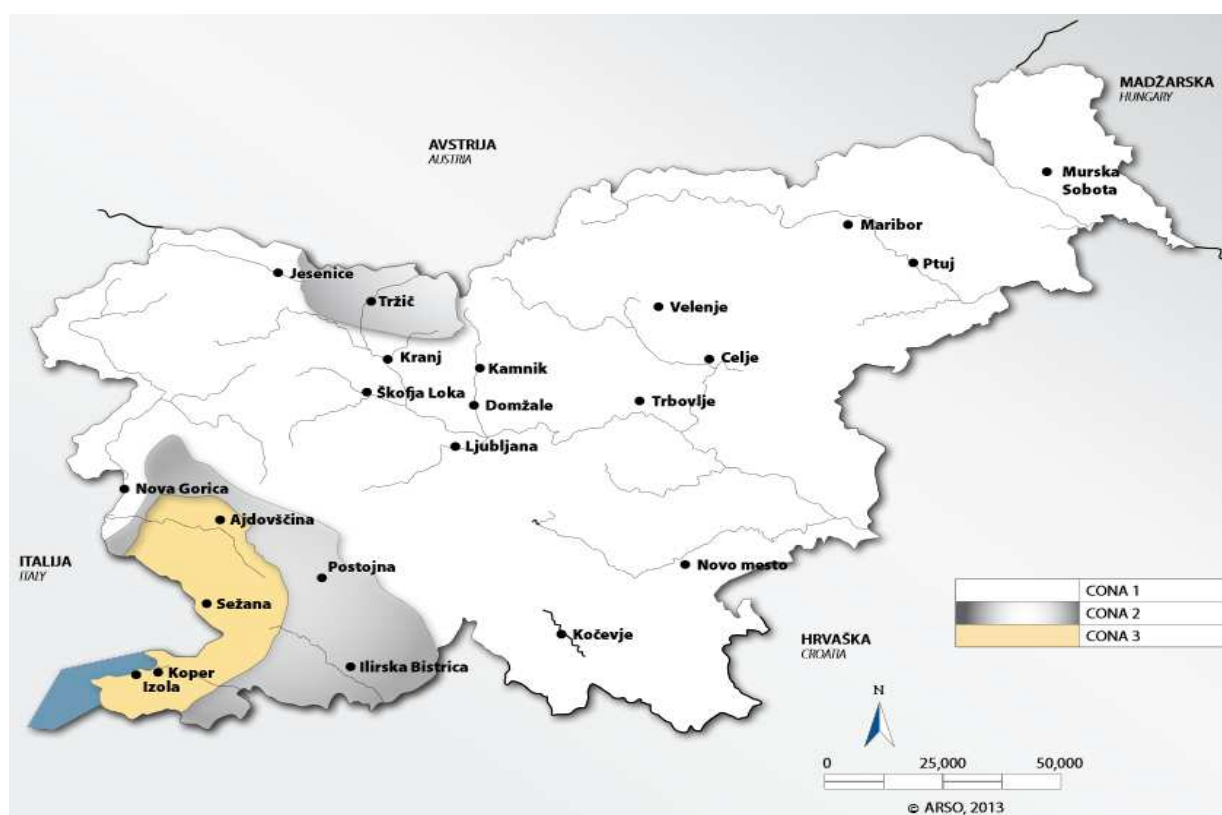 MADŽARSKA
HUNGARY
AVSTRIJA
AUSTRIA
Murska
Sobota
Maribor
Ptuj
Jesenice
Tržič
Velenje
Kranj
Kamnik
Celje
Škofja Loka
Domžale
Trbovlje
Ljubljana
Nova Gorica
Ajdovščina
ITALIJA
ITALY
Postojna
Novo mesto
Sežana
Kočevje
HRVAŠKA
CROATIA
Ilirska Bistrica
Koper
Izola
CONA 1
CONA 2
CONA 3
N
0 25,000 50,000
© ARSO, 2013